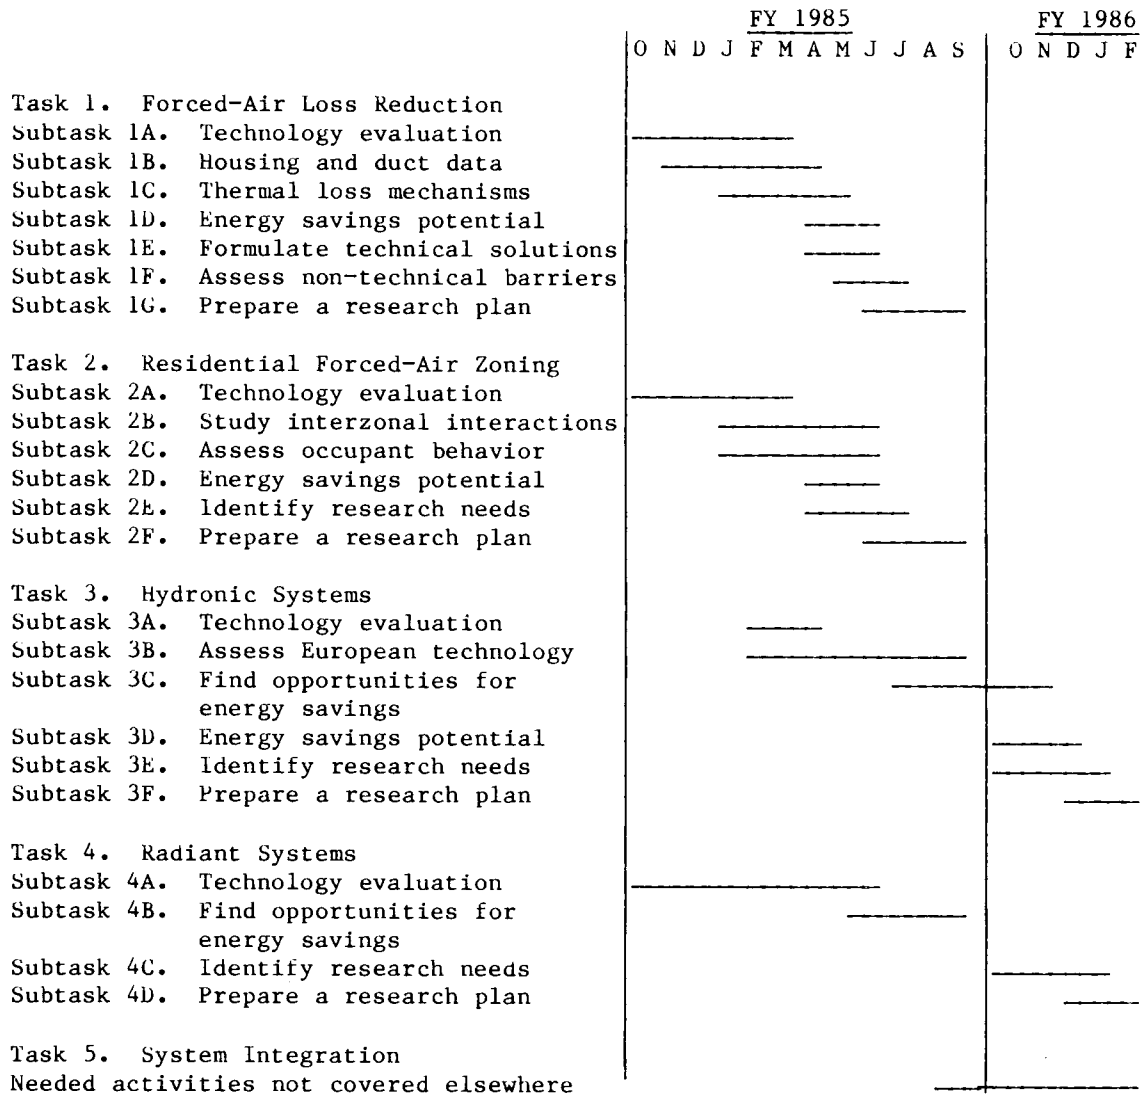 FY 1985 FY 1986
O N D J F M A M J J A S O N D J F
Task 1. Forced-Air Loss Reduction
Subtask 1A. Technology evaluation
Subtask 1B. Housing and duct data
Subtask 1C. Thermal loss mechanisms
Subtask 1D. Energy savings potential
Subtask 1E. Formulate technical solutions
Subtask 1F. Assess non-technical barriers
Subtask 1G. Prepare a research plan
Task 2. Residential Forced-Air Zoning
Subtask 2A. Technology evaluation
Subtask 2B. Study interzonal interactions
Subtask 2C. Assess occupant behavior
Subtask 2D. Energy savings potential
Subtask 2E. Identify research needs
Subtask 2F. Prepare a research plan
Task 3. Hydronic Systems
Subtask 3A. Technology evaluation
Subtask 3B. Assess European technology
Subtask 3C. Find opportunities for
energy savings
Subtask 3D. Energy savings potential
Subtask 3E. Identify research needs
Subtask 3F. Prepare a research plan
Task 4. Radiant Systems
Subtask 4A. Technology evaluation
Subtask 4B. Find opportunities for
energy savings
Subtask 4C. Identify research needs
Subtask 4D. Prepare a research plan
Task 5. System Integration
Needed activities not covered elsewhere